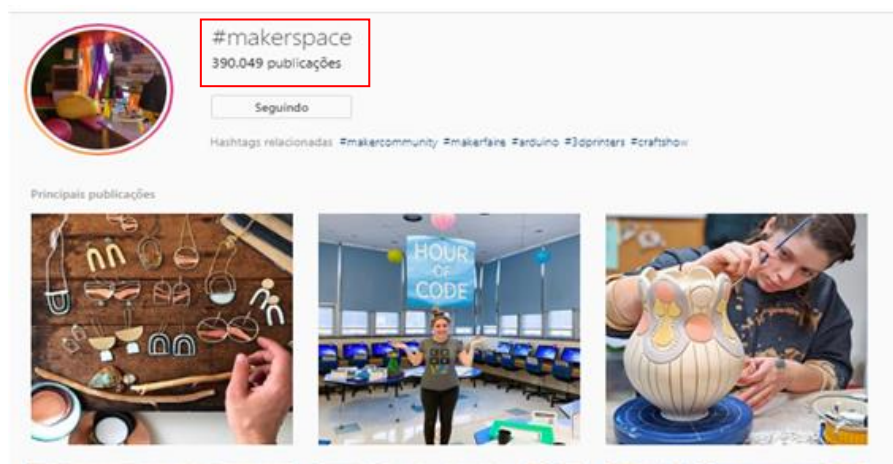 #makerspace
390.049 publicações
Seguindo
Hashtags relacionadas #makercommunity #makerfaire #arduino #3dprinters #craftshow
Principais publicações
HOUR
OF
CODE